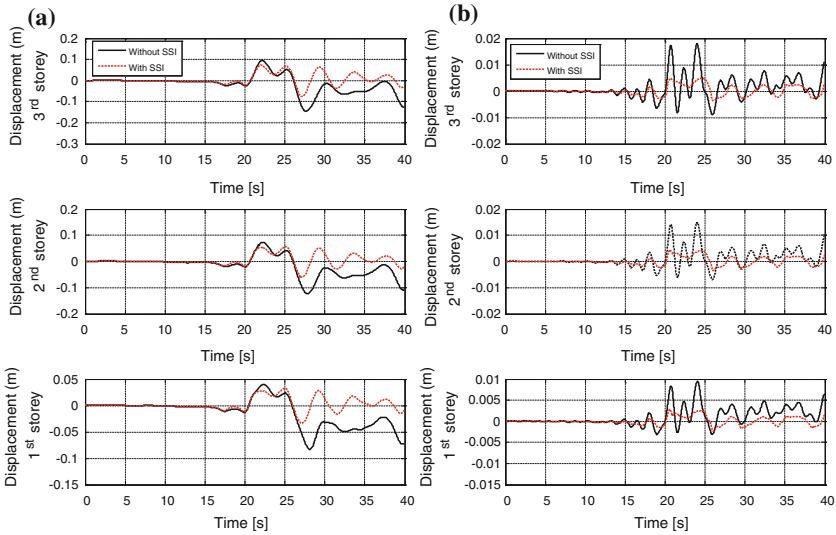 (a)
Displacement (m)
3rd storey
0.2
0.1
0
-0.1
-0.2
-0.3
Without SSI
With SSI
0 5 10 15 20 25 30 35 40
Time [s]
Displacement (m)
2nd storey
0.2
0.1
0
-0.1
-0.2
0 5 10 15 20 25 30 35 40
Time [s]
Displacement (m)
1st storey
0.05
0
-0.05
-0.1
-0.15
0 5 10 15 20 25 30 35 40
Time [s]
(b)
Displacement (m)
3rd storey
0.02
0.01
0
-0.01
-0.02
Without SSI
With SSI
0 5 10 15 20 25 30 35 40
Time [s]
Displacement (m)
2nd storey
0.02
0.01
0
-0.01
-0.02
0 5 10 15 20 25 30 35 40
Time [s]
Displacement (m)
1st storey
0.01
0.005
0
-0.005
-0.01
-0.015
0 5 10 15 20 25 30 35 40
Time [s]